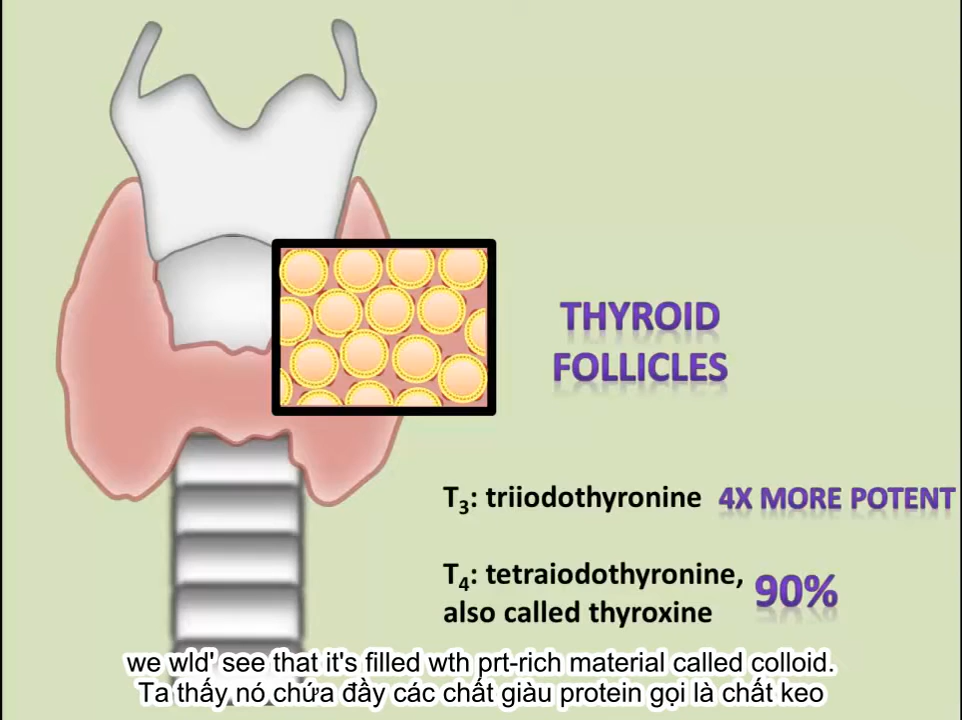 THYROID
FOLLICLES
T₃: triiodothyronine 4X MORE POTENT
T₄: tetraiodothyronine, 90%
also called thyroxine
we wld' see that it's filled wth prt-rich material called colloid.
Ta thấy nó chứa đầy các chất giàu protein gọi là chất keo